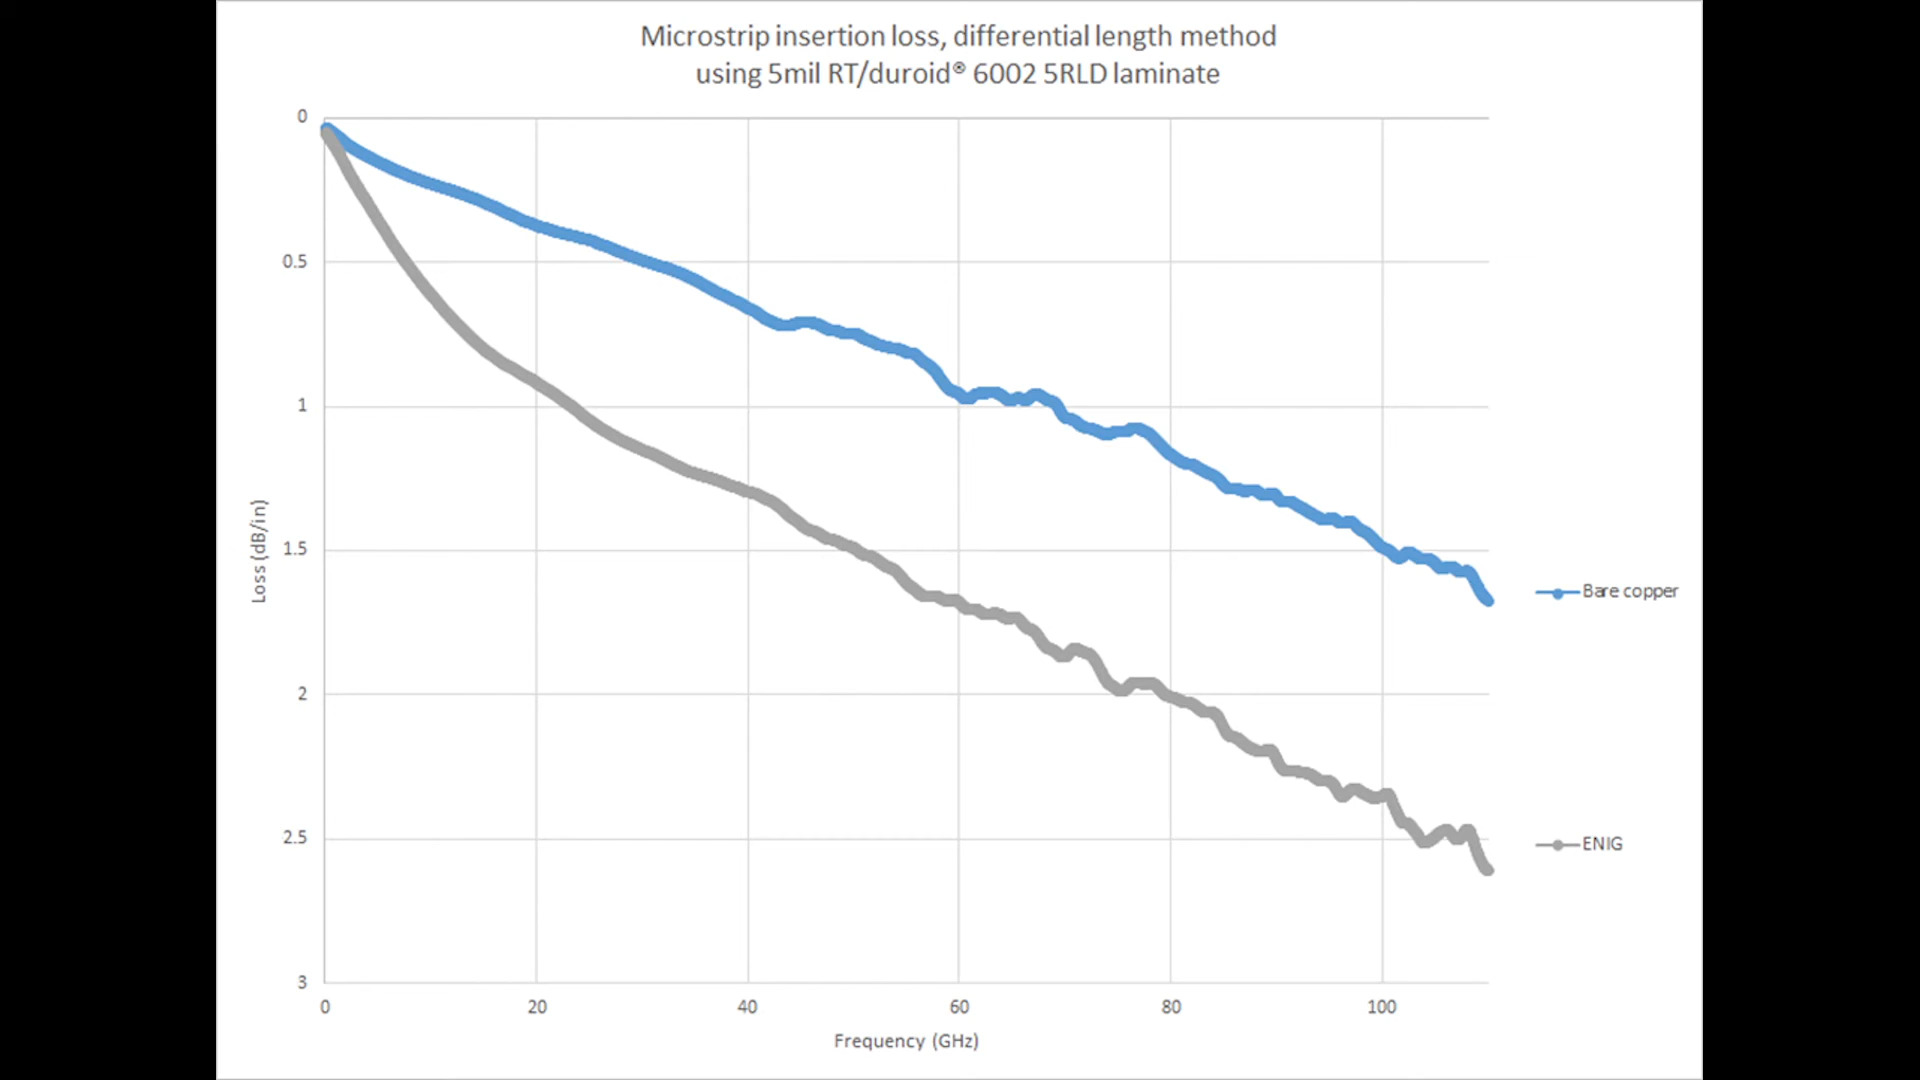 Microstrip insertion loss, differential length method
using 5mil RT/duroid® 6002 5RLD laminate
0
0.5
1
1.5
2
2.5
3
Loss (dB/in)
0 20 40 60 80 100
Frequency (GHz)
Bare copper
ENIG